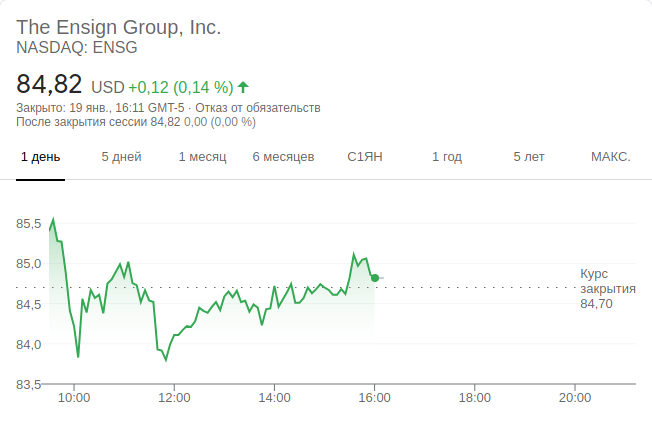 The Ensign Group, Inc.
NASDAQ: ENSG
84,82 USD +0,12 (0,14 %)
Закрыто: 19 янв., 16:11 GMT-5 · Отказ от обязательств
После закрытия сессии 84,82 0,00 (0,00 %)
1 день 5 дней 1 месяц 6 месяцев С1ЯН 1 год 5 лет МАКС.
85,5
85,0
84,5
84,0
83,5
Курс
закрытия
84,70
10:00 12:00 14:00 16:00 18:00 20:00